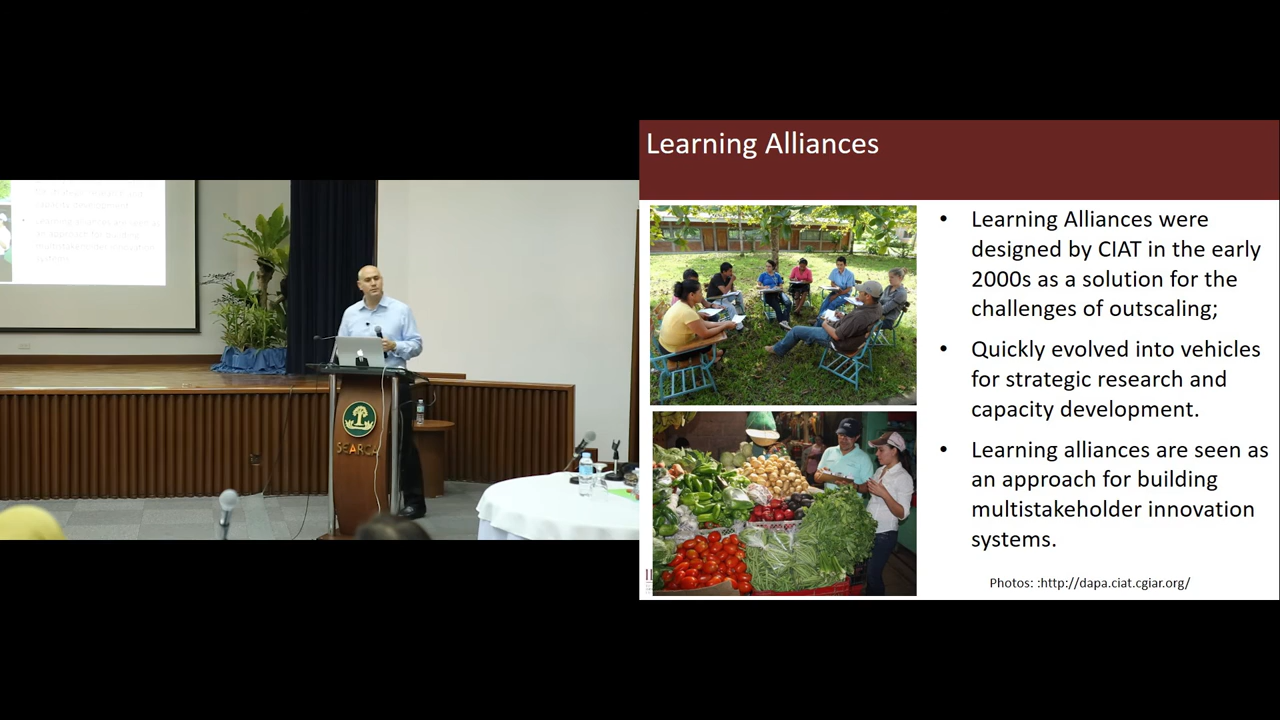 Learning Alliances
• Learning Alliances were
designed by CIAT in the early
2000s as a solution for the
challenges of outscaling;
• Quickly evolved into vehicles
for strategic research and
capacity development.
• Learning alliances are seen as
an approach for building
multistakeholder innovation
systems.
Photos: :http://dapa.ciat.cgiar.org/
SEARCA